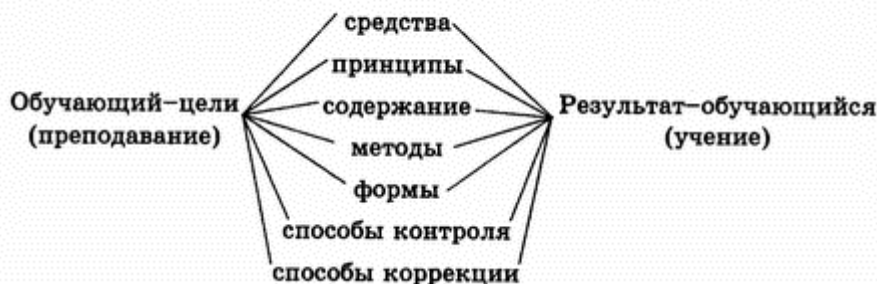 средства
принципы
Обучающий–цели
(преподавание)
содержание
методы
формы
способы контроля
способы коррекции
Результат–обучающийся
(учение)